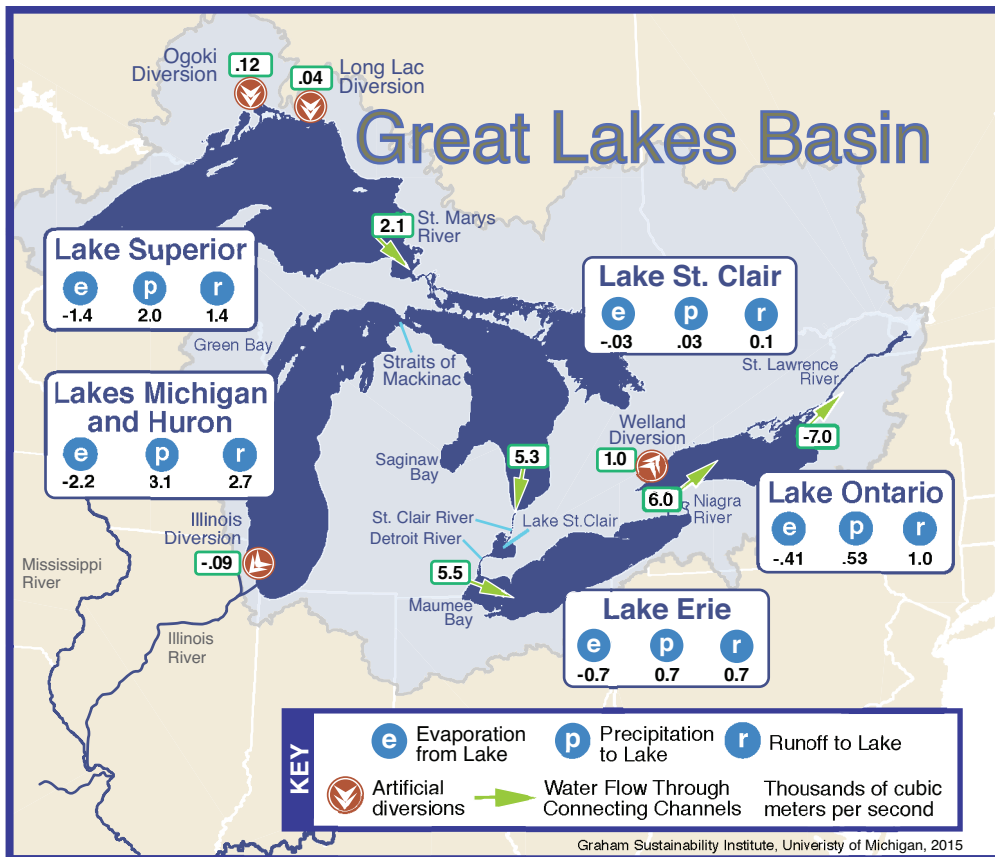 Ogoki
Diversion
.12
.04
Long Lac
Diversion
Great Lakes Basin
2.1
St. Marys
River
Lake Superior
e p r
-1.4 2.0 1.4
Lake St. Clair
e p r
-.03 .03 0.1
Green Bay
Straits of
Mackinac
St. Lawrence
River
Lakes Michigan
and Huron
e p r
-2.2 3.1 2.7
Welland
Diversion
1.0
-7.0
Saginaw
Bay
5.3
6.0
Niagra
River
Lake Ontario
e p r
-.41 .53 1.0
Illinois
Diversion
-.09
St. Clair River
Lake St.Clair
Detroit River
5.5
Maumee
Bay
Mississippi
River
Illinois
River
Lake Erie
e p r
-0.7 0.7 0.7
KEY
e Evaporation
from Lake
p Precipitation
to Lake
r Runoff to Lake
Artificial
diversions
Water Flow Through
Connecting Channels
Thousands of cubic
meters per second
Graham Sustainability Institute, Univeristy of Michigan, 2015